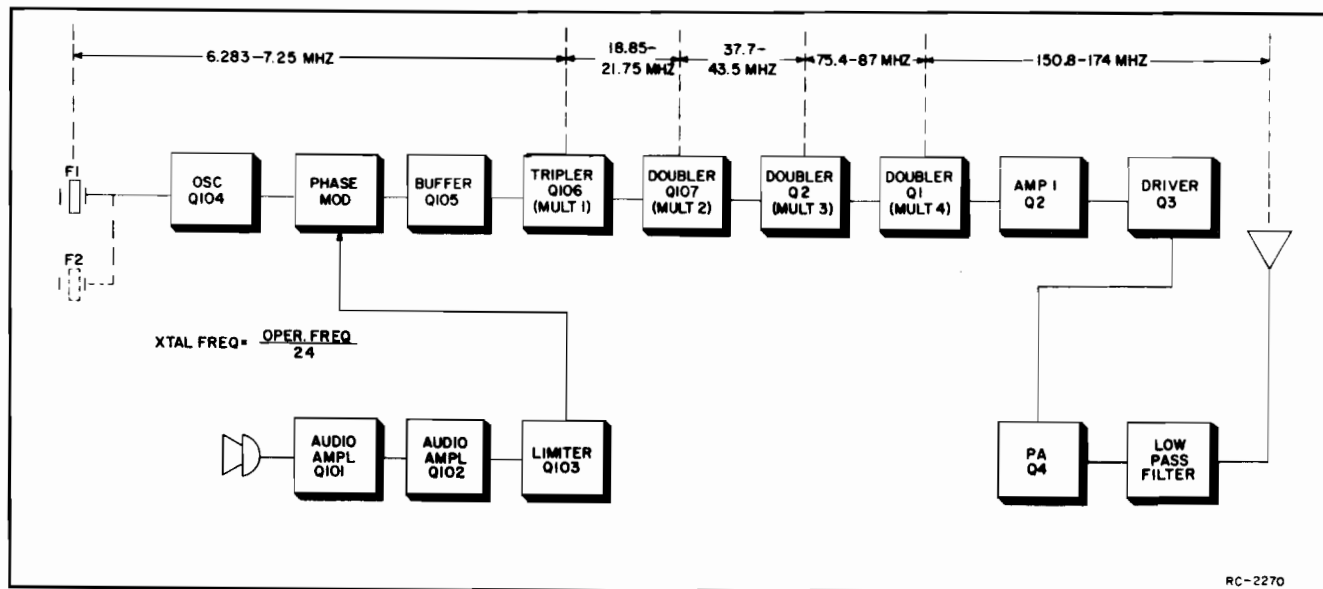 6.283-7.25 MHZ
18.85-
21.75 MHZ
37.7-
43.5 MHZ
75.4-87 MHZ
150.8-174 MHZ
F1
OSC
Q104
PHASE
MOD
BUFFER
Q105
TRIPLER
Q106
(MULT 1)
DOUBLER
Q107
(MULT 2)
DOUBLER
Q2
(MULT 3)
DOUBLER
Q1
(MULT 4)
AMP 1
Q2
DRIVER
Q3
F2
XTAL FREQ= OPER. FREQ
24
AUDIO
AMPL
Q101
AUDIO
AMPL
Q102
LIMITER
Q103
PA
Q4
LOW
PASS
FILTER
RC-2270